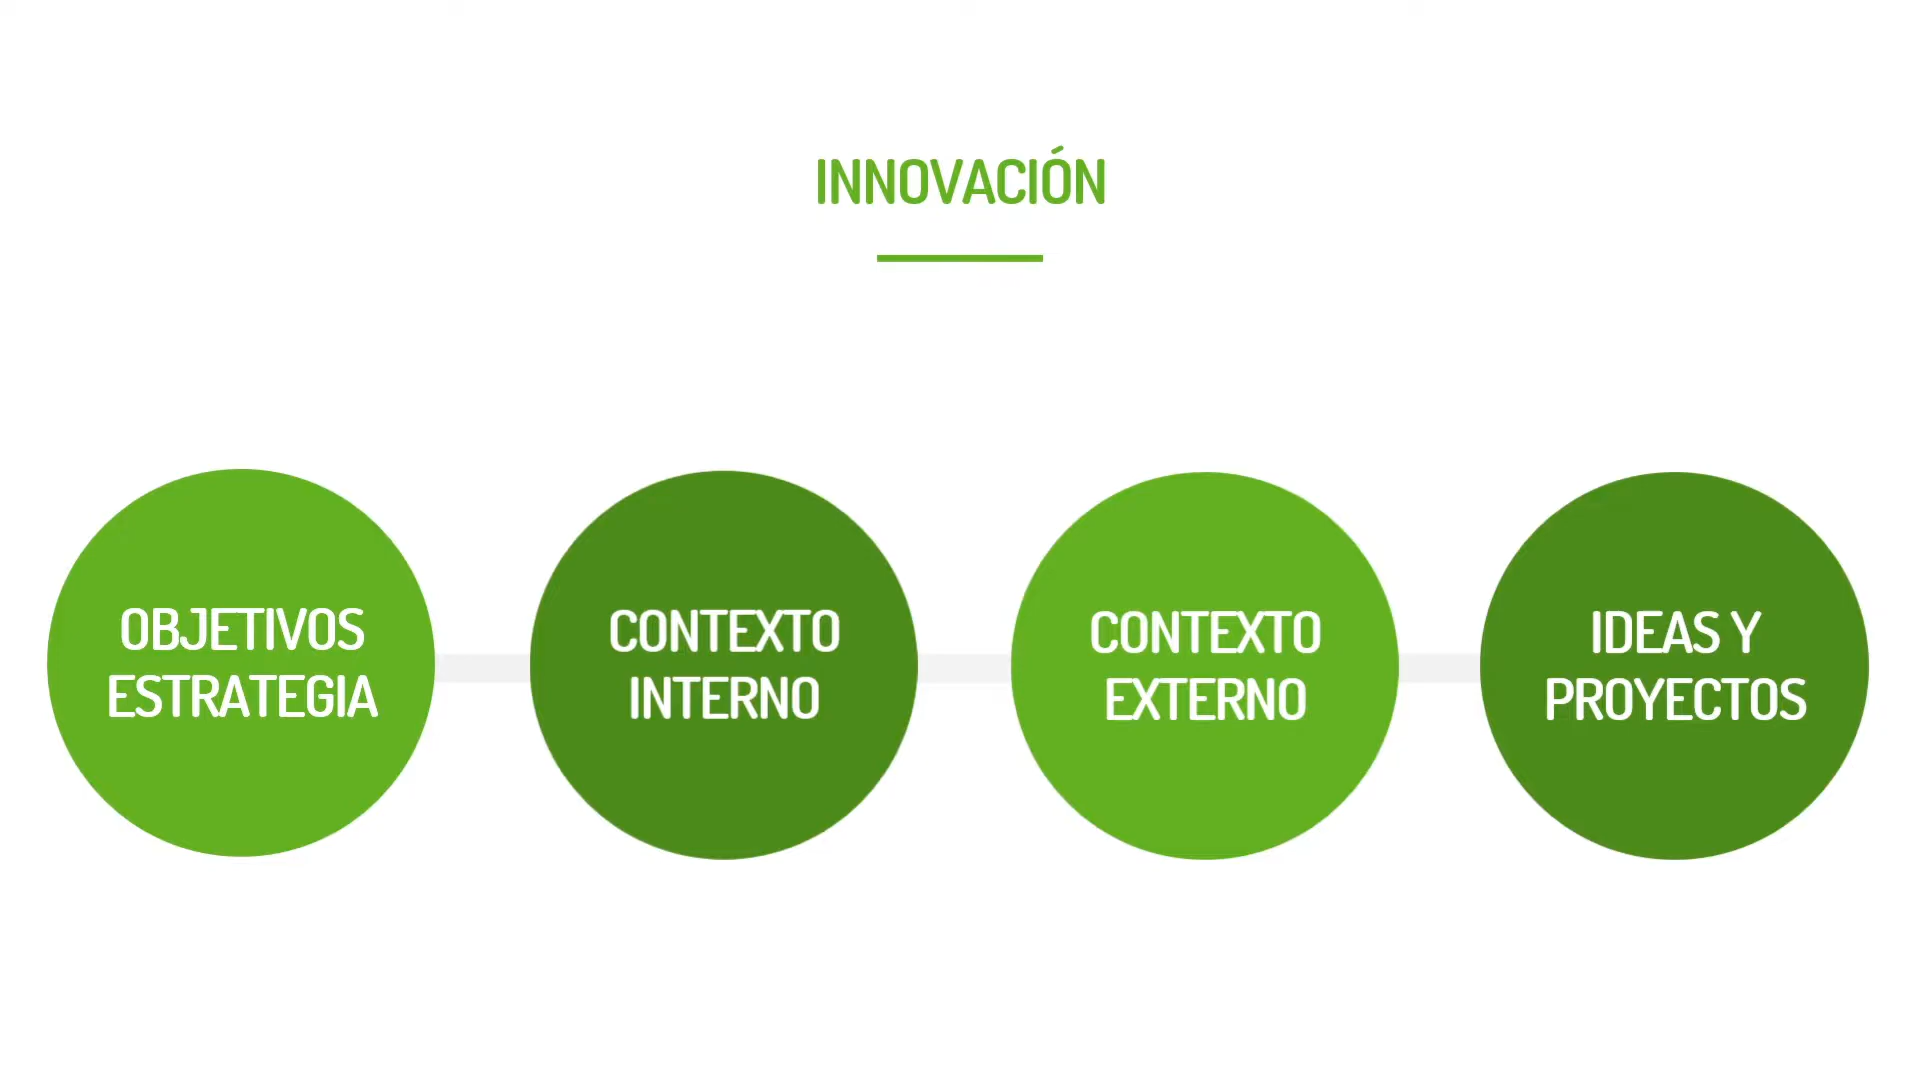 INNOVACIÓN
OBJETIVOS
ESTRATEGIA
CONTEXTO
INTERNO
CONTEXTO
EXTERNO
IDEAS Y
PROYECTOS